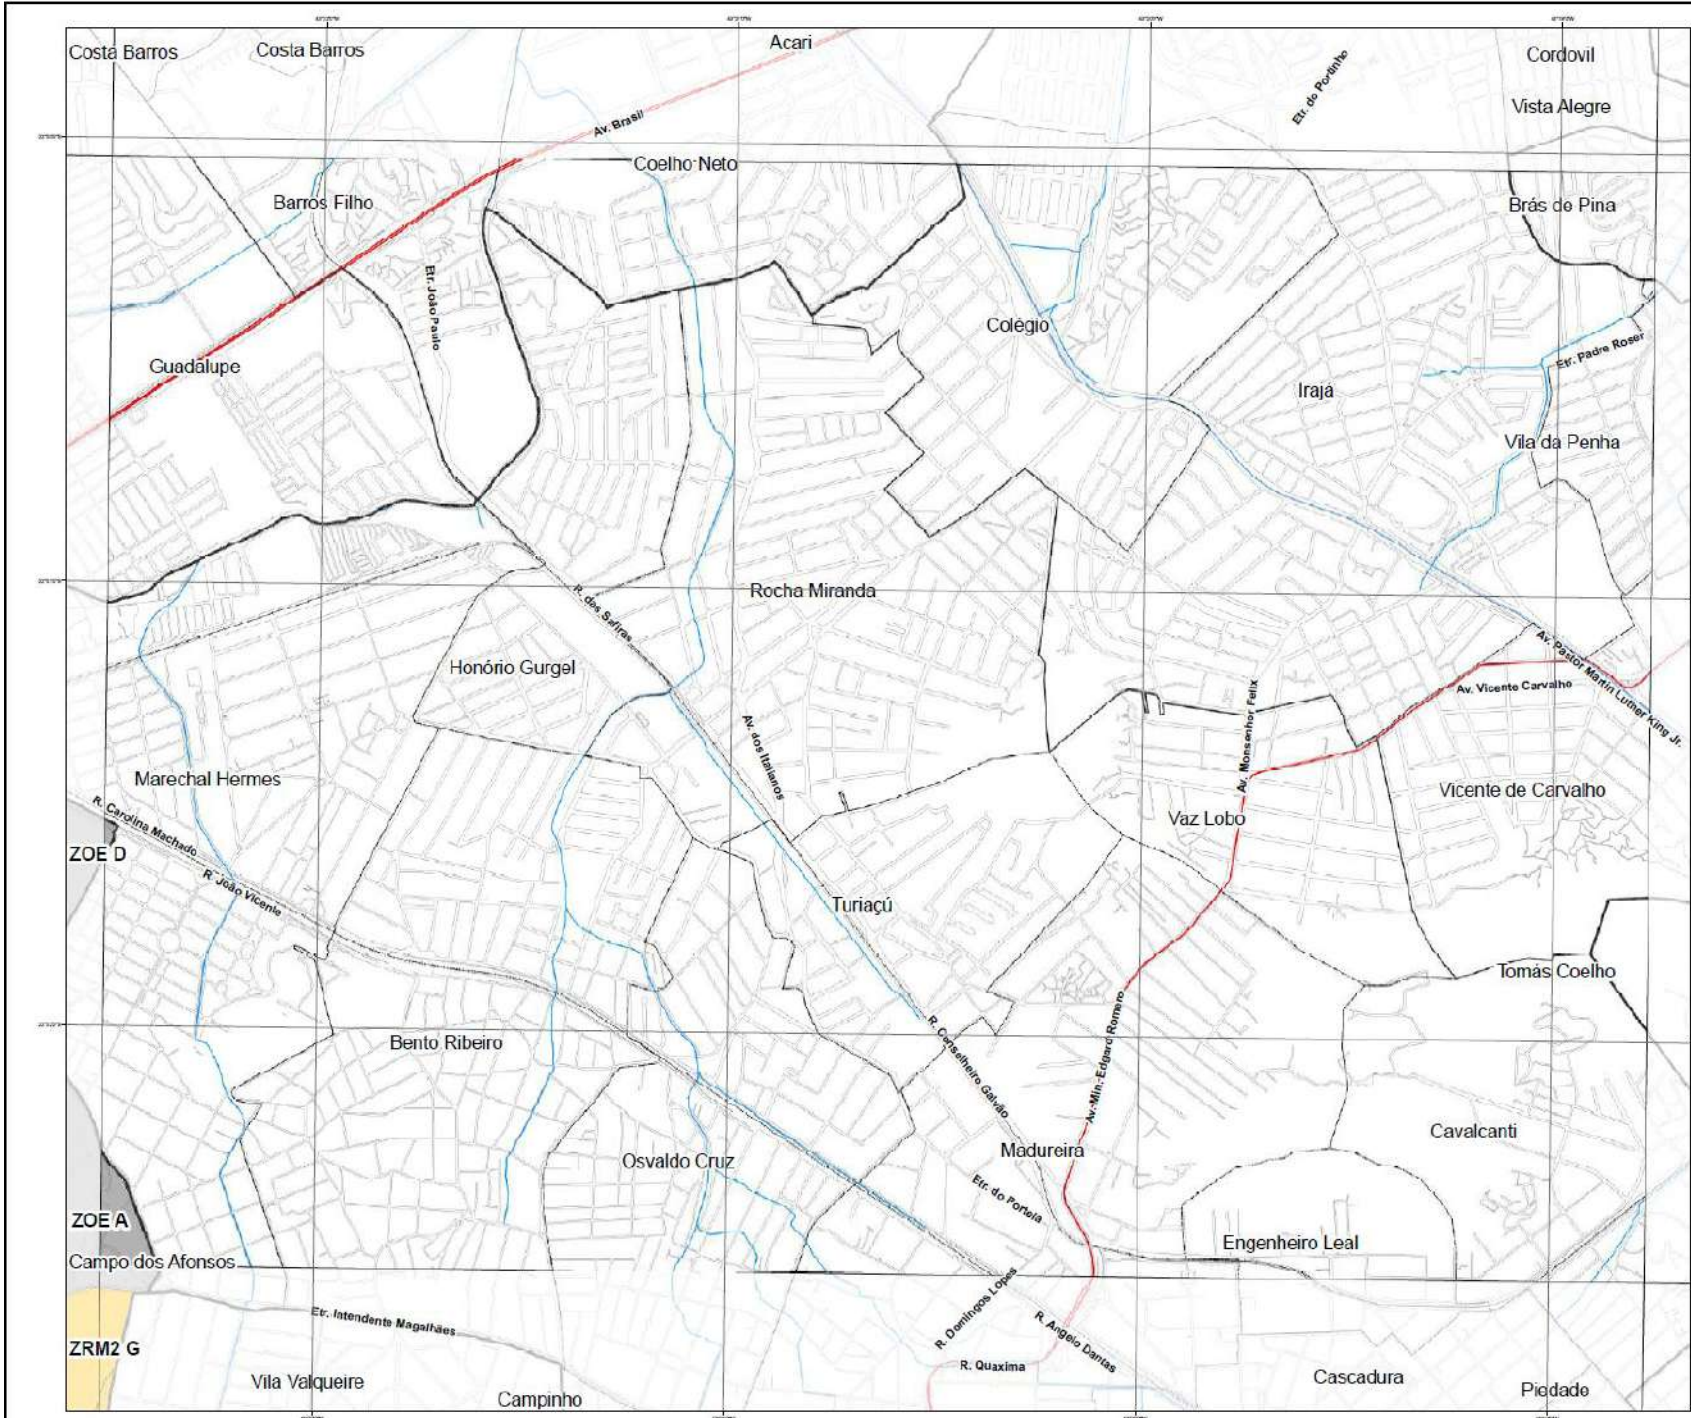 Costa Barros
Costa Barros
Acari
Cordovil
Etr. do Portinho
Vista Alegre
Av. Brasil
Coelho Neto
Barros Filho
Brás de Pina
Etr. João Paulo
Colégio
Etr. Padre Roser
Guadalupe
Irajá
Vila da Penha
Rocha Miranda
R. das Safiras
Honório Gurgel
Av. Pastor Martin Luther King Jr.
Av. Vicente Carvalho
Av. Monsenhor Felix
Av. dos Italianos
Marechal Hermes
Vicente de Carvalho
R. Carolina Machado
Vaz Lobo
ZOE D
R. João Vicente
Turiaçú
Tomás Coelho
Bento Ribeiro
R. Conselheiro Galvão
Av. Min. Edgard Romero
Cavalcanti
Madureira
Osvaldo Cruz
Etr. do Portela
ZOE A
Engenheiro Leal
Campo dos Afonsos
Etr. Intendente Magalhães
R. Domingos Lopes
R. Angelo Dantas
ZRM2 G
R. Quaxima
Vila Valqueire
Cascadura
Campinho
Piedade